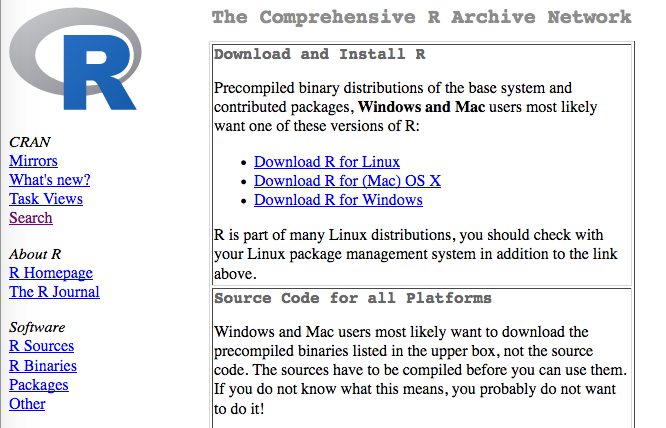 R
CRAN
Mirrors
What's new?
Task Views
Search
About R
R Homepage
The R Journal
Software
R Sources
R Binaries
Packages
Other
The Comprehensive R Archive Network
Download and Install R
Precompiled binary distributions of the base system and
contributed packages, Windows and Mac users most likely
want one of these versions of R:
• Download R for Linux
• Download R for (Mac) OS X
• Download R for Windows
R is part of many Linux distributions, you should check with
your Linux package management system in addition to the link
above.
Source Code for all Platforms
Windows and Mac users most likely want to download the
precompiled binaries listed in the upper box, not the source
code. The sources have to be compiled before you can use them.
If you do not know what this means, you probably do not want
to do it!